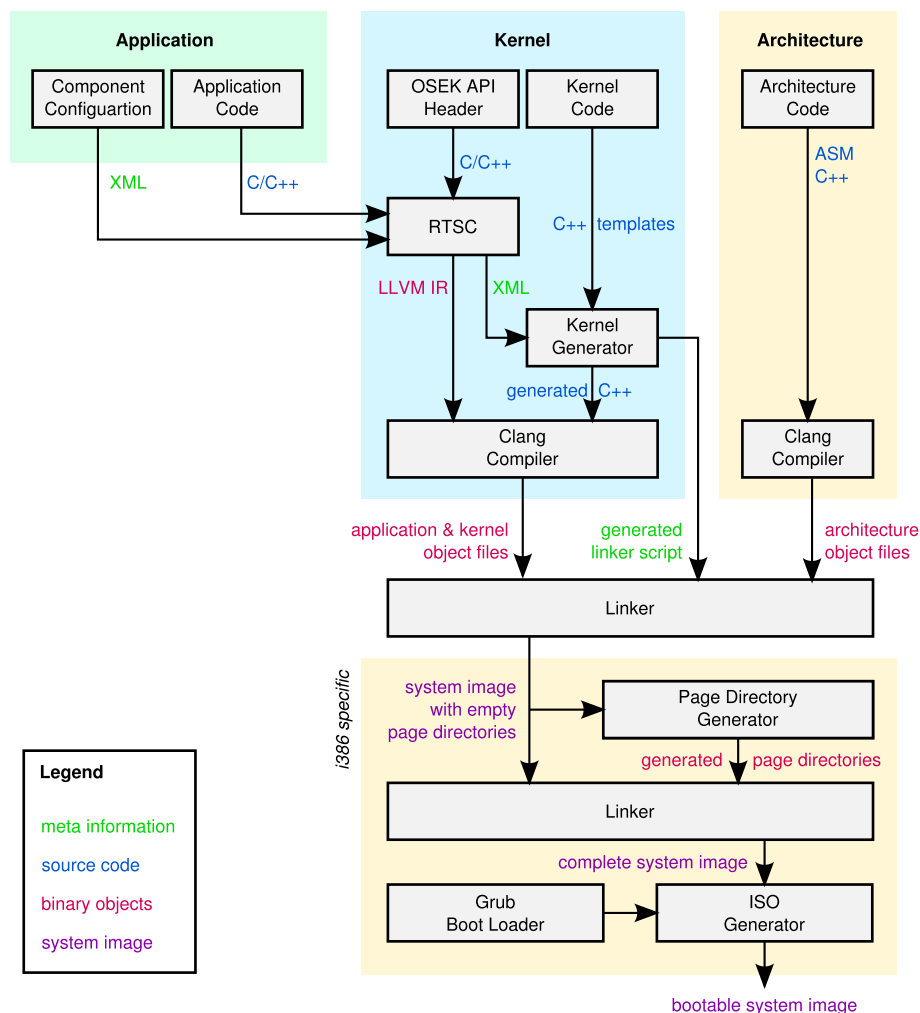 Application
Kernel
Architecture
Component
Configuartion
Application
Code
OSEK API
Header
Kernel
Code
Architecture
Code
XML
C/C++
C/C++
ASM
C++
RTSC
C++ templates
LLVM IR
XML
Kernel
Generator
generated C++
Clang
Compiler
Clang
Compiler
application & kernel
object files
generated
linker script
architecture
object files
Linker
i386 specific
system image
with empty
page directories
Page Directory
Generator
generated page directories
Linker
complete system image
Grub
Boot Loader
ISO
Generator
bootable system image
Legend
meta information
source code
binary objects
system image